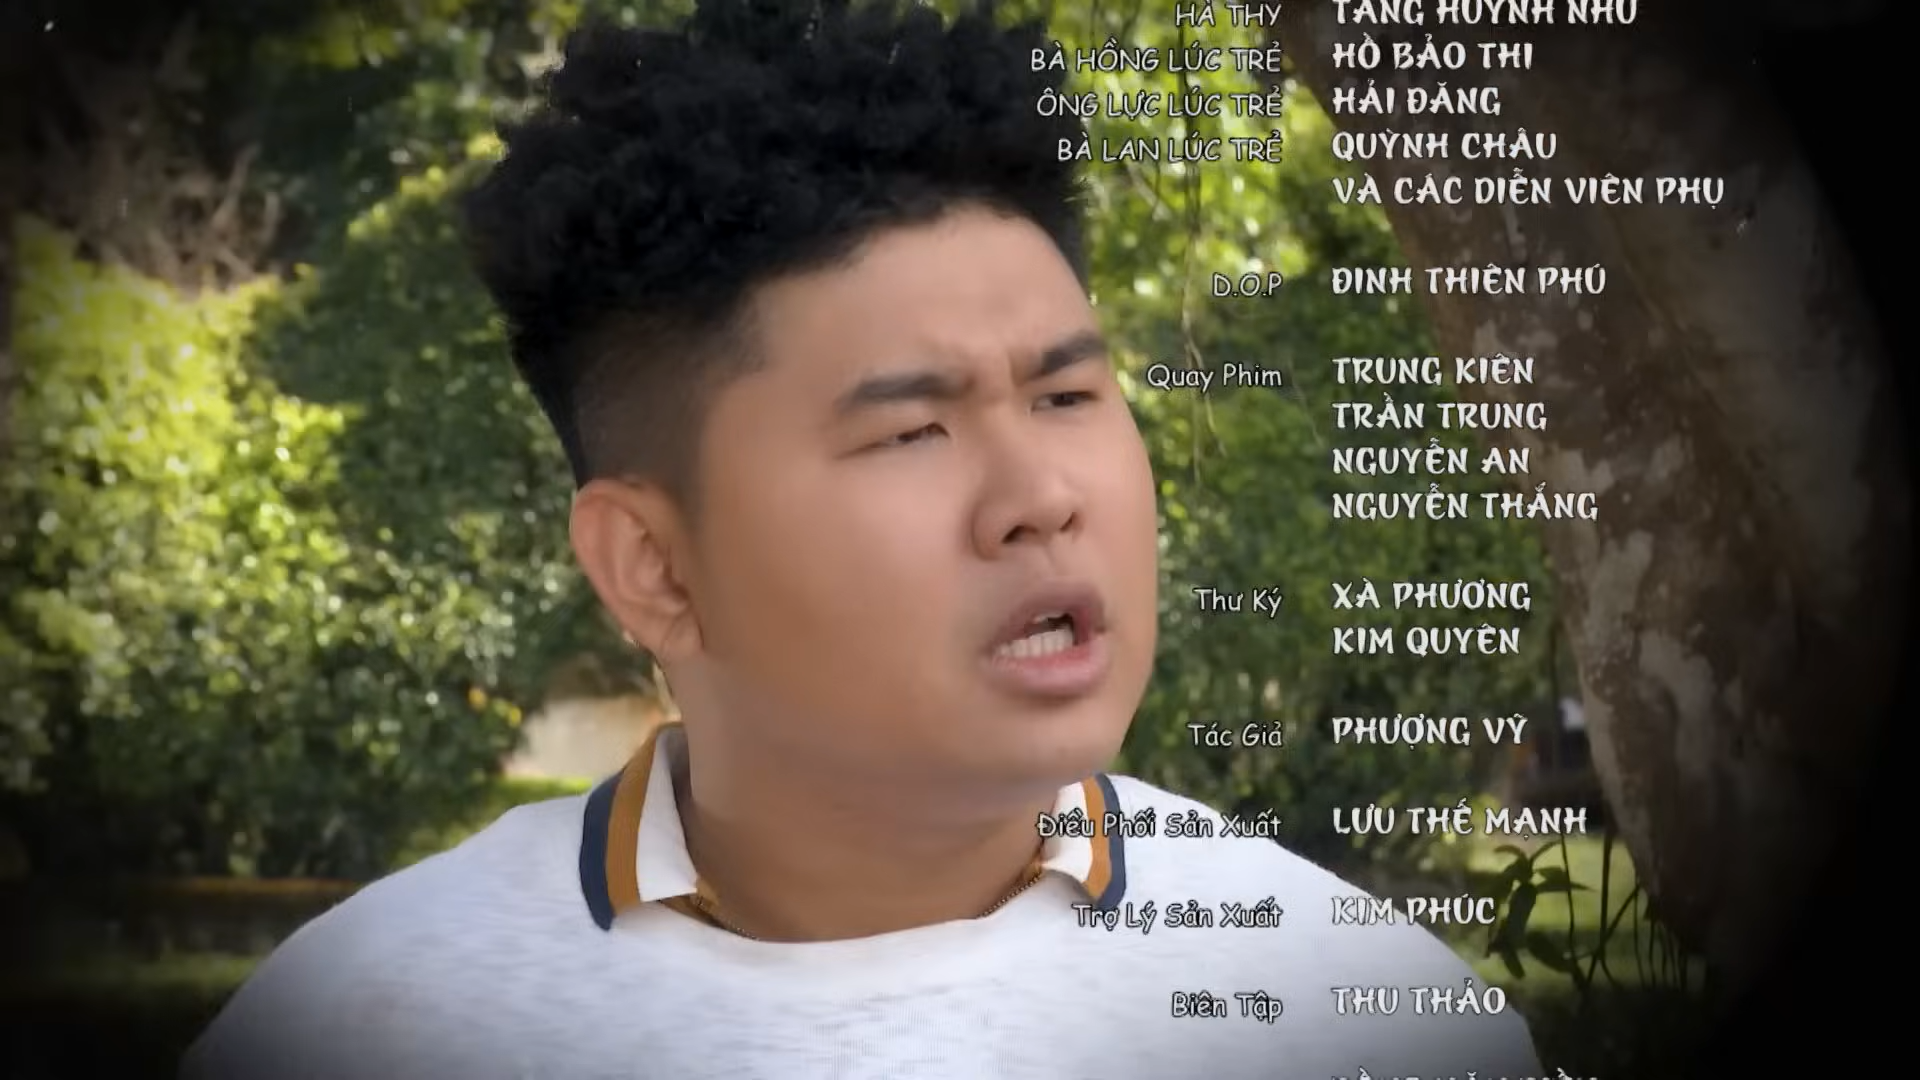 HÀ THY TĂNG HUỲNH NHƯ
BÀ HỒNG LÚC TRẺ HỒ BẢO THI
ÔNG LỰC LÚC TRẺ HẢI ĐĂNG
BÀ LAN LÚC TRẺ QUỲNH CHÂU
VÀ CÁC DIỄN VIÊN PHỤ
D.O.P ĐINH THIÊN PHÚ
Quay Phim TRUNG KIÊN
TRẦN TRUNG
NGUYỄN AN
NGUYỄN THẮNG
Thư Ký XÀ PHƯƠNG
KIM QUYÊN
Tác Giả PHƯỢNG VỸ
Điều Phối Sản Xuất LƯU THẾ MẠNH
Trợ Lý Sản Xuất KIM PHÚC
Biên Tập THU THẢO